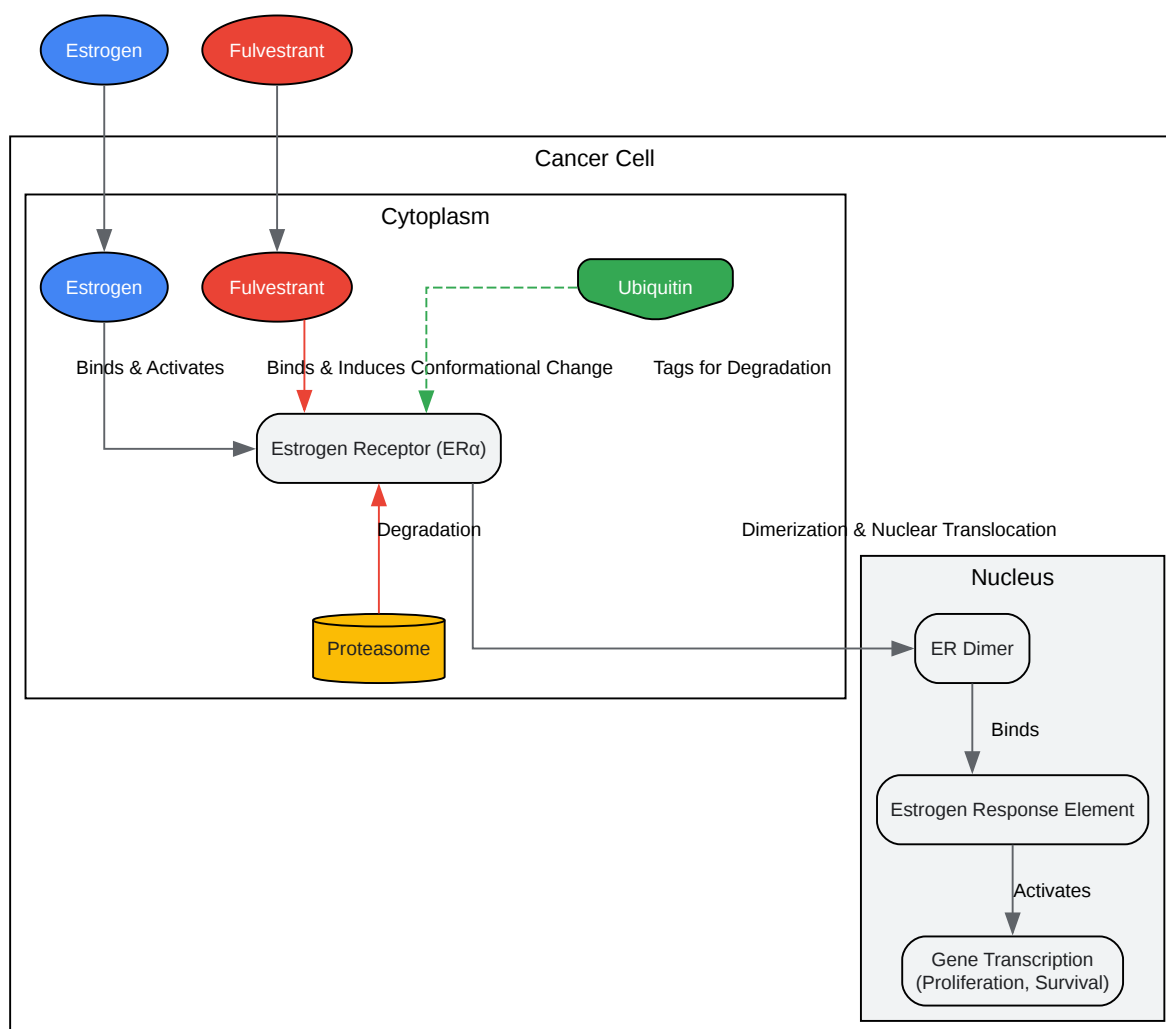 Estrogen
Fulvestrant
Cancer Cell
Cytoplasm
Estrogen
Fulvestrant
Ubiquitin
Binds & Activates
Binds & Induces Conformational Change
Tags for Degradation
Estrogen Receptor (ERα)
Degradation
Dimerization & Nuclear Translocation
Nucleus
Proteasome
ER Dimer
Binds
Estrogen Response Element
Activates
Gene Transcription
(Proliferation, Survival)